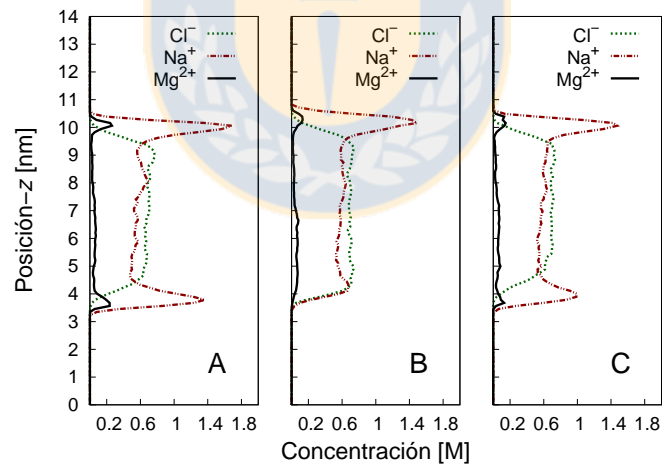 14
13
12
11
10
9
8
7
6
5
4
3
2
1
0
Posición−z [nm]
Cl−
Na+
Mg2+
A
0.2 0.6 1 1.4 1.8
Cl−
Na+
Mg2+
B
0.2 0.6 1 1.4 1.8
Cl−
Na+
Mg2+
C
0.2 0.6 1 1.4 1.8
Concentración [M]